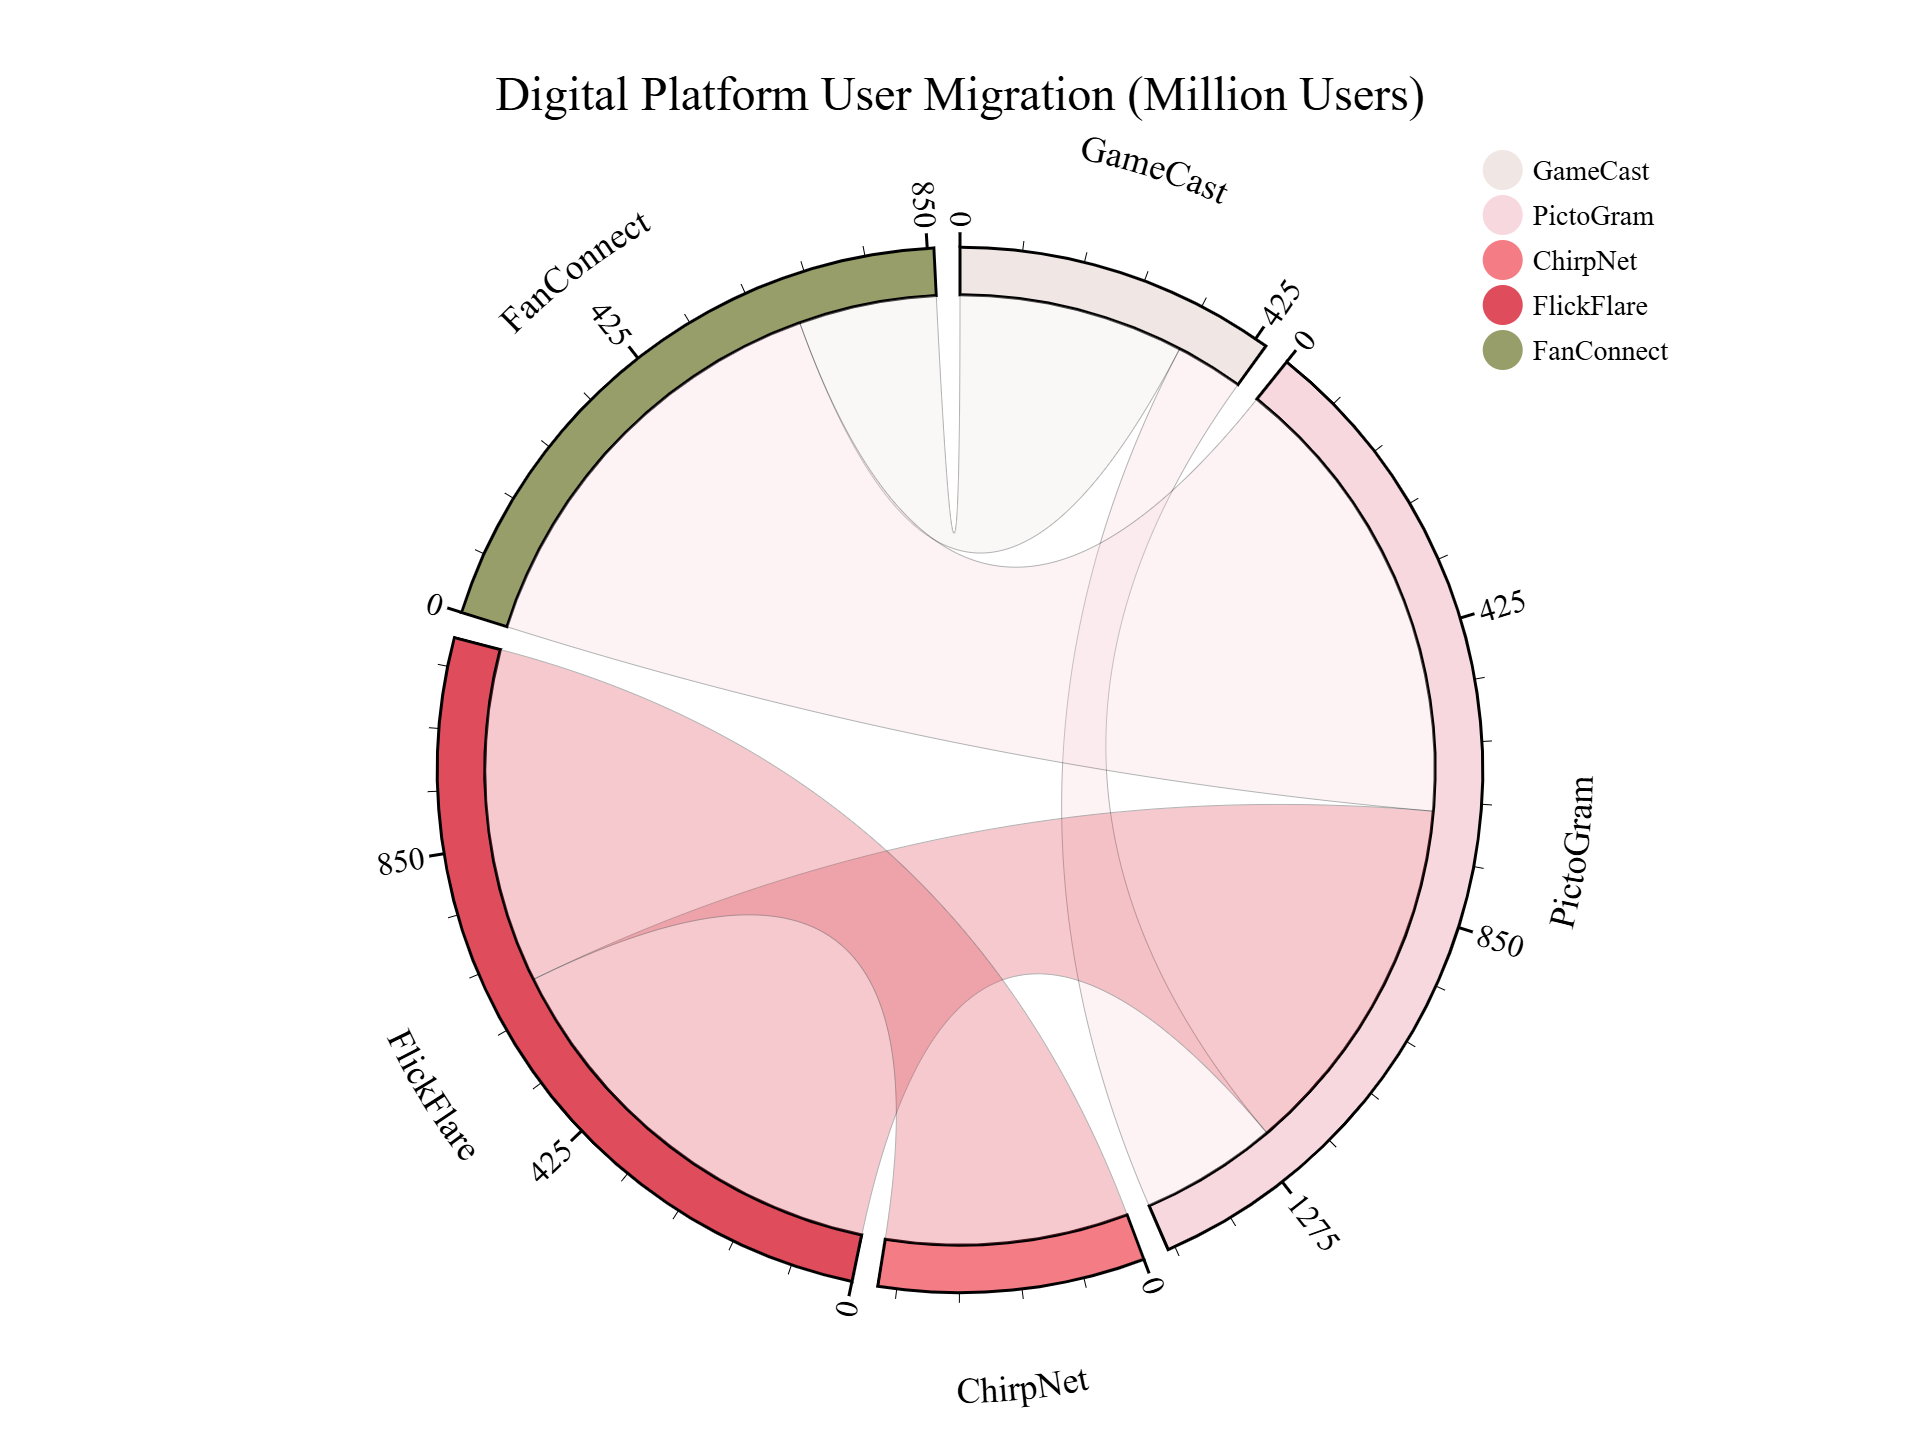 Digital Platform User Migration (Million Users)
GameCast
PictoGram
ChirpNet
FlickFlare
FanConnect
GameCast
0
425
PictoGram
0
425
850
1275
ChirpNet
0
FlickFlare
0
425
850
FanConnect
0
425
850